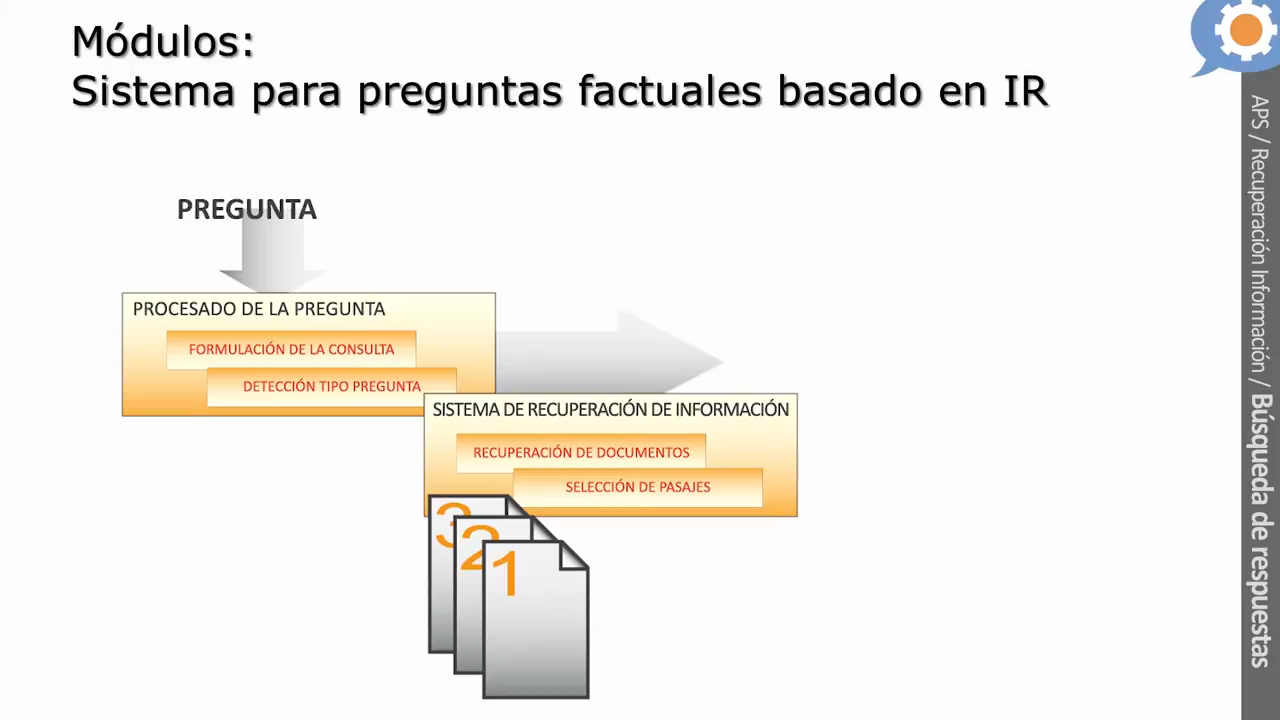 Módulos:
Sistema para preguntas factuales basado en IR
PREGUNTA
PROCESADO DE LA PREGUNTA
FORMULACIÓN DE LA CONSULTA
DETECCIÓN TIPO PREGUNTA
SISTEMA DE RECUPERACIÓN DE INFORMACIÓN
RECUPERACIÓN DE DOCUMENTOS
SELECCIÓN DE PASAJES
3
2
1
APS / Recuperación Información / Búsqueda de respuestas